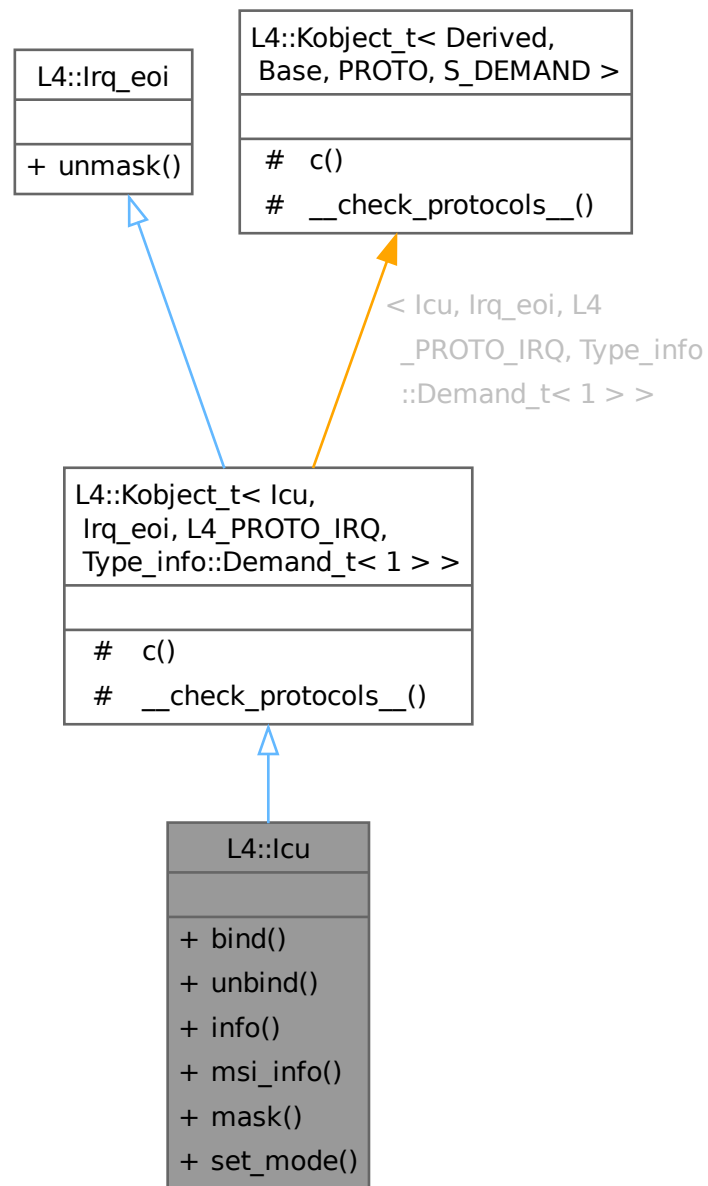 L4::Irq_eoi
+ unmask()
L4::Kobject_t< Derived,
Base, PROTO, S_DEMAND >
# c()
# __check_protocols__()
< Icu, Irq_eoi, L4
_PROTO_IRQ, Type_info
::Demand_t< 1 > >
L4::Kobject_t< Icu,
Irq_eoi, L4_PROTO_IRQ,
Type_info::Demand_t< 1 > >
# c()
# __check_protocols__()
L4::Icu
+ bind()
+ unbind()
+ info()
+ msi_info()
+ mask()
+ set_mode()